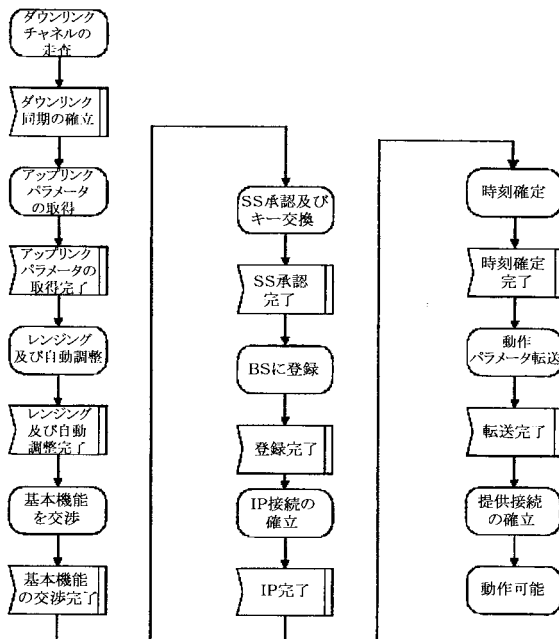 ダウンリンク
チャネルの
走査
ダウンリンク
同期の確立
アップリンク
パラメータ
の取得
アップリンク
パラメータの
取得完了
レンジング
及び自動調整
レンジング
及び自動
調整完了
基本機能
を交渉
基本機能
の交渉完了
SS承認及び
キー交換
SS承認
完了
BSに登録
登録完了
IP接続の
確立
IP完了
時刻確定
時刻確定
完了
動作
パラメータ転送
転送完了
提供接続
の確立
動作可能